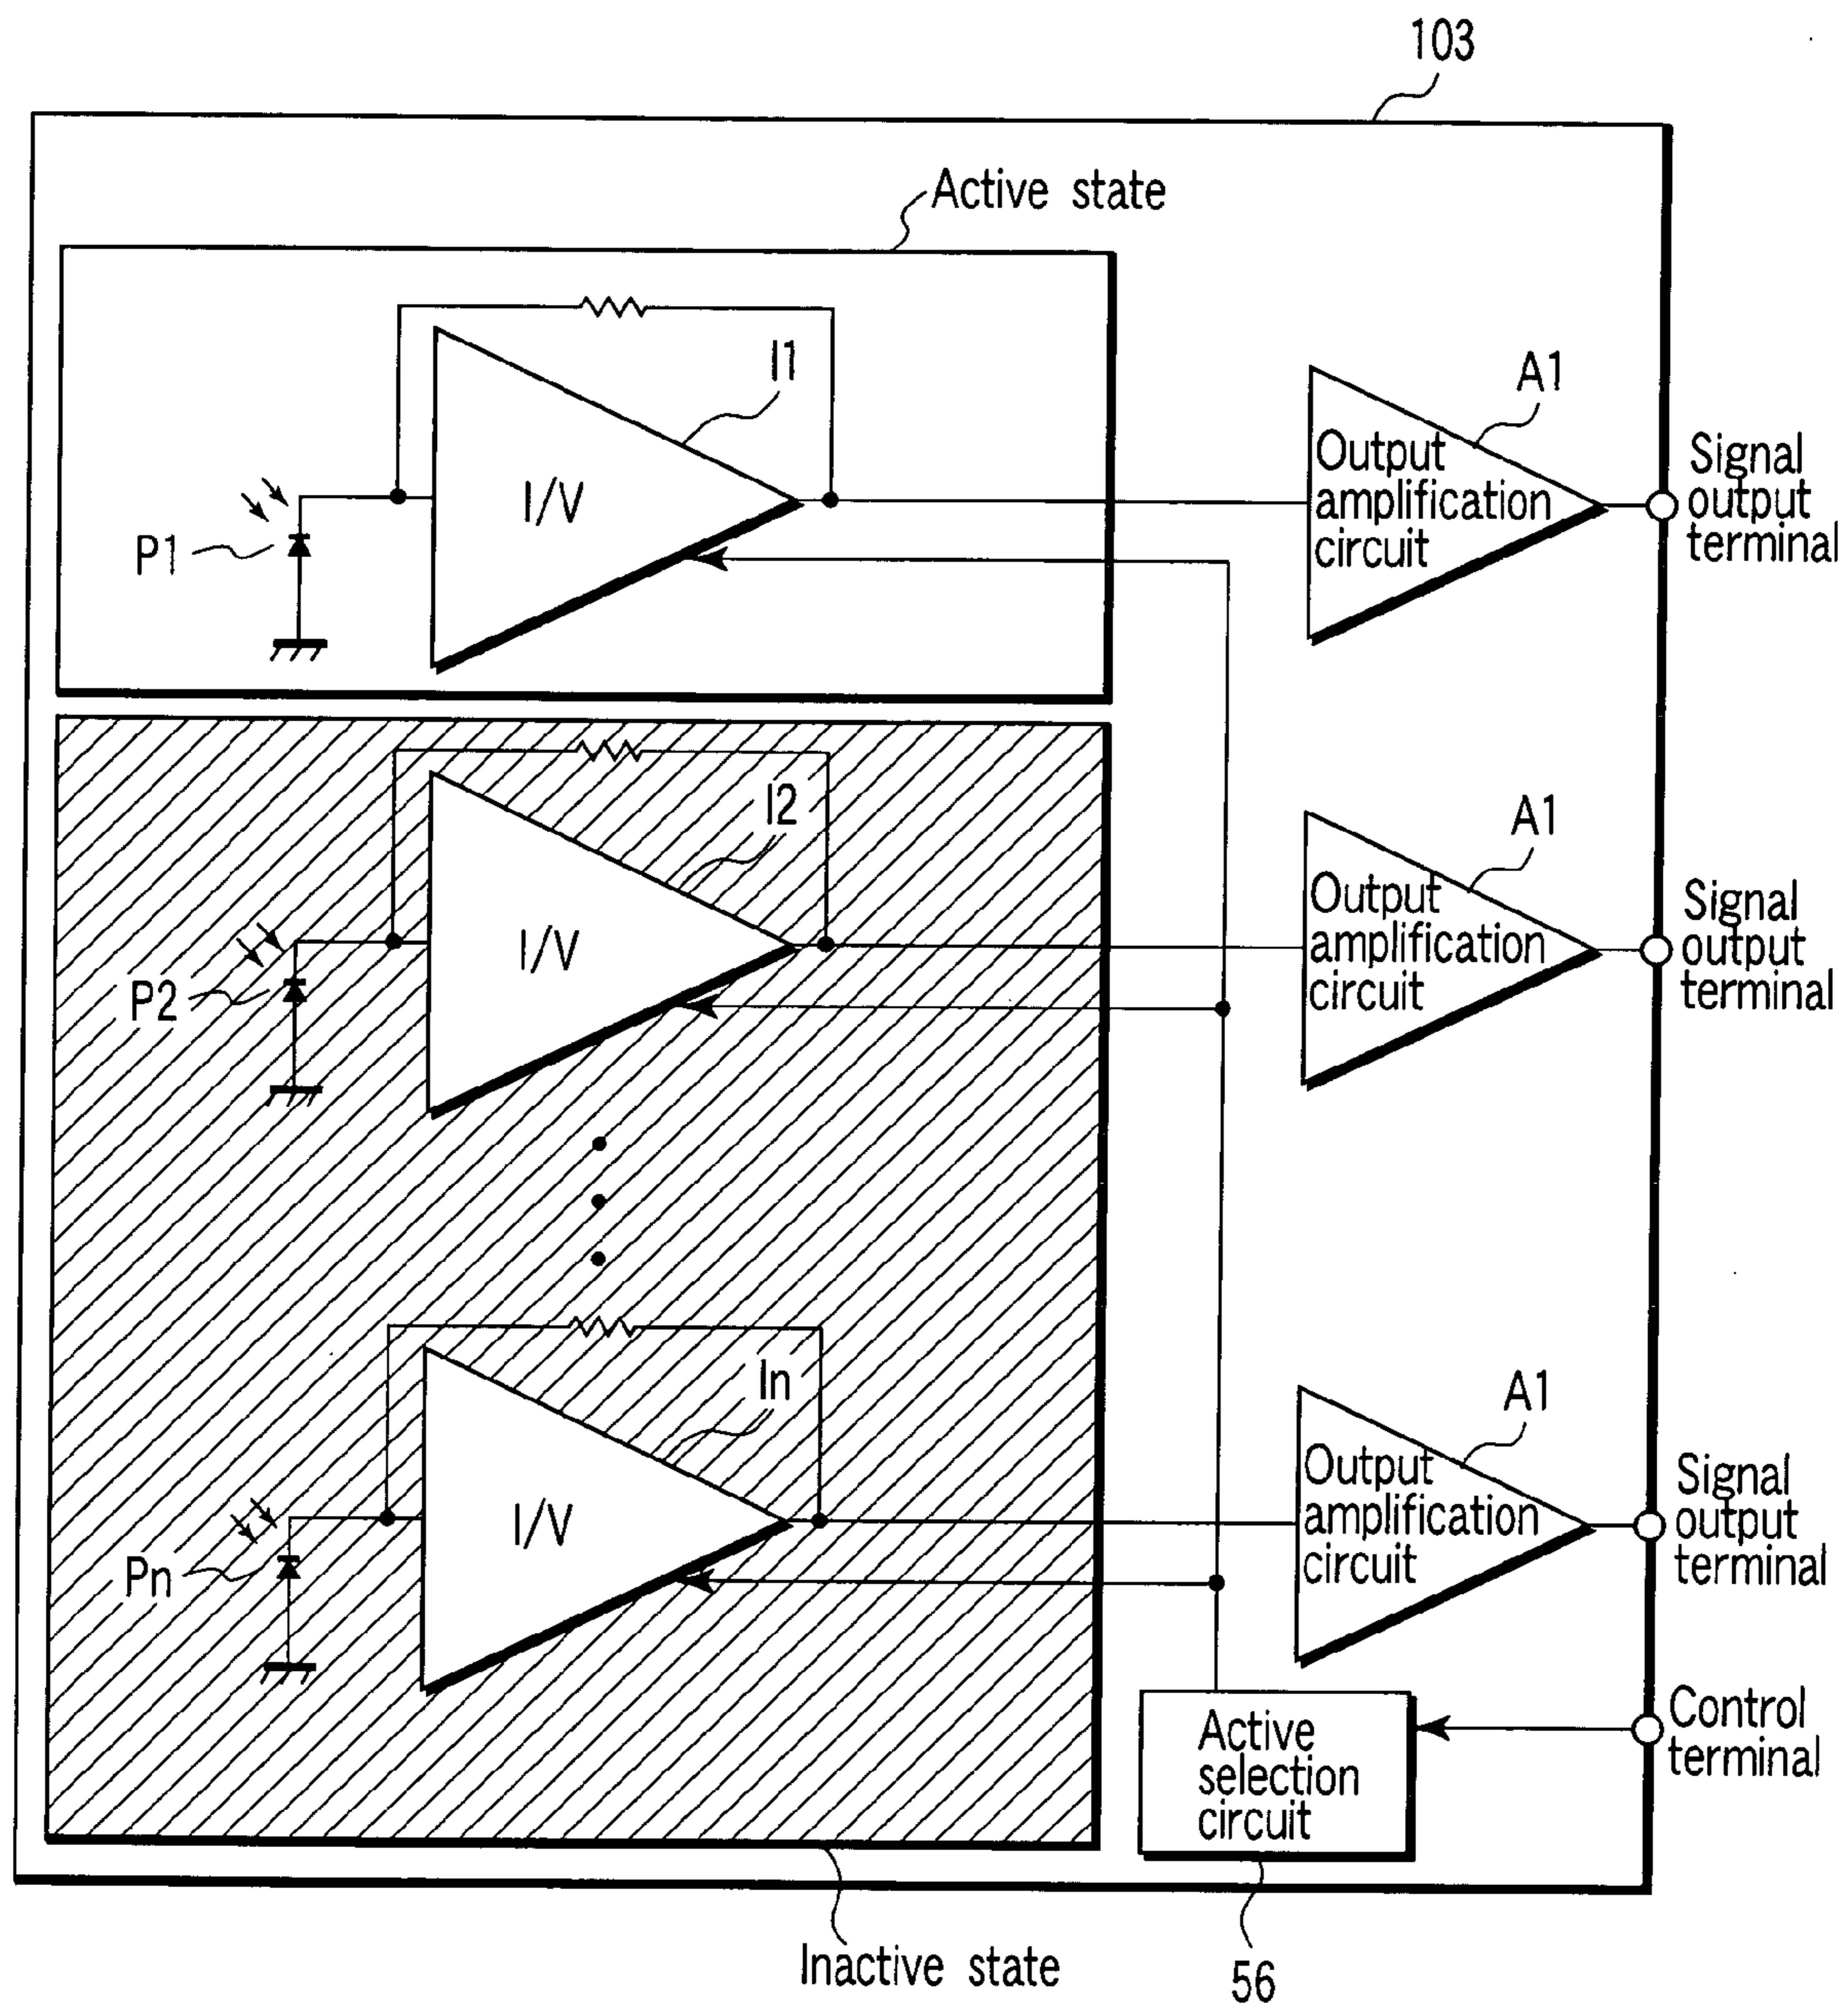 103
Active state
I1
A1
I/V
P1
Output
amplification
circuit
Signal
output
terminal
I2
A1
I/V
P2
Output
amplification
circuit
Signal
output
terminal
In
A1
I/V
Pn
Output
amplification
circuit
Signal
output
terminal
Active
selection
circuit
Control
terminal
Inactive state
56